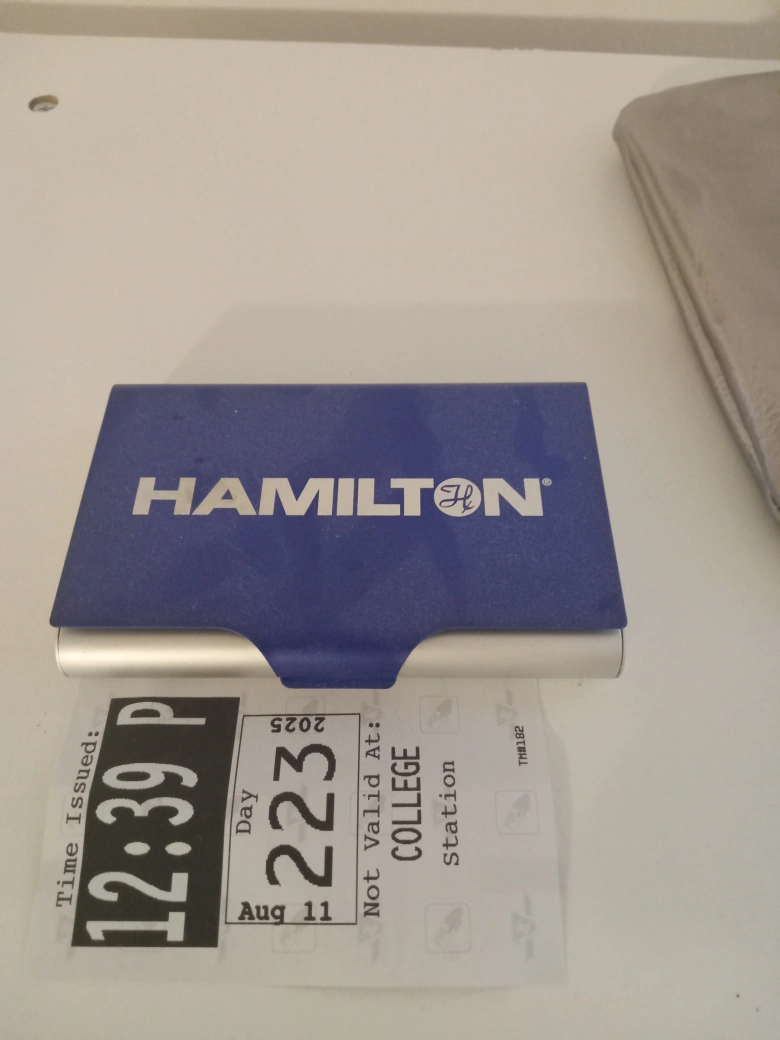 HAMILTON®
Time Issued:
12:39 P
2025
Day
223
Aug 11
Not Valid At:
COLLEGE
Station
TM#182